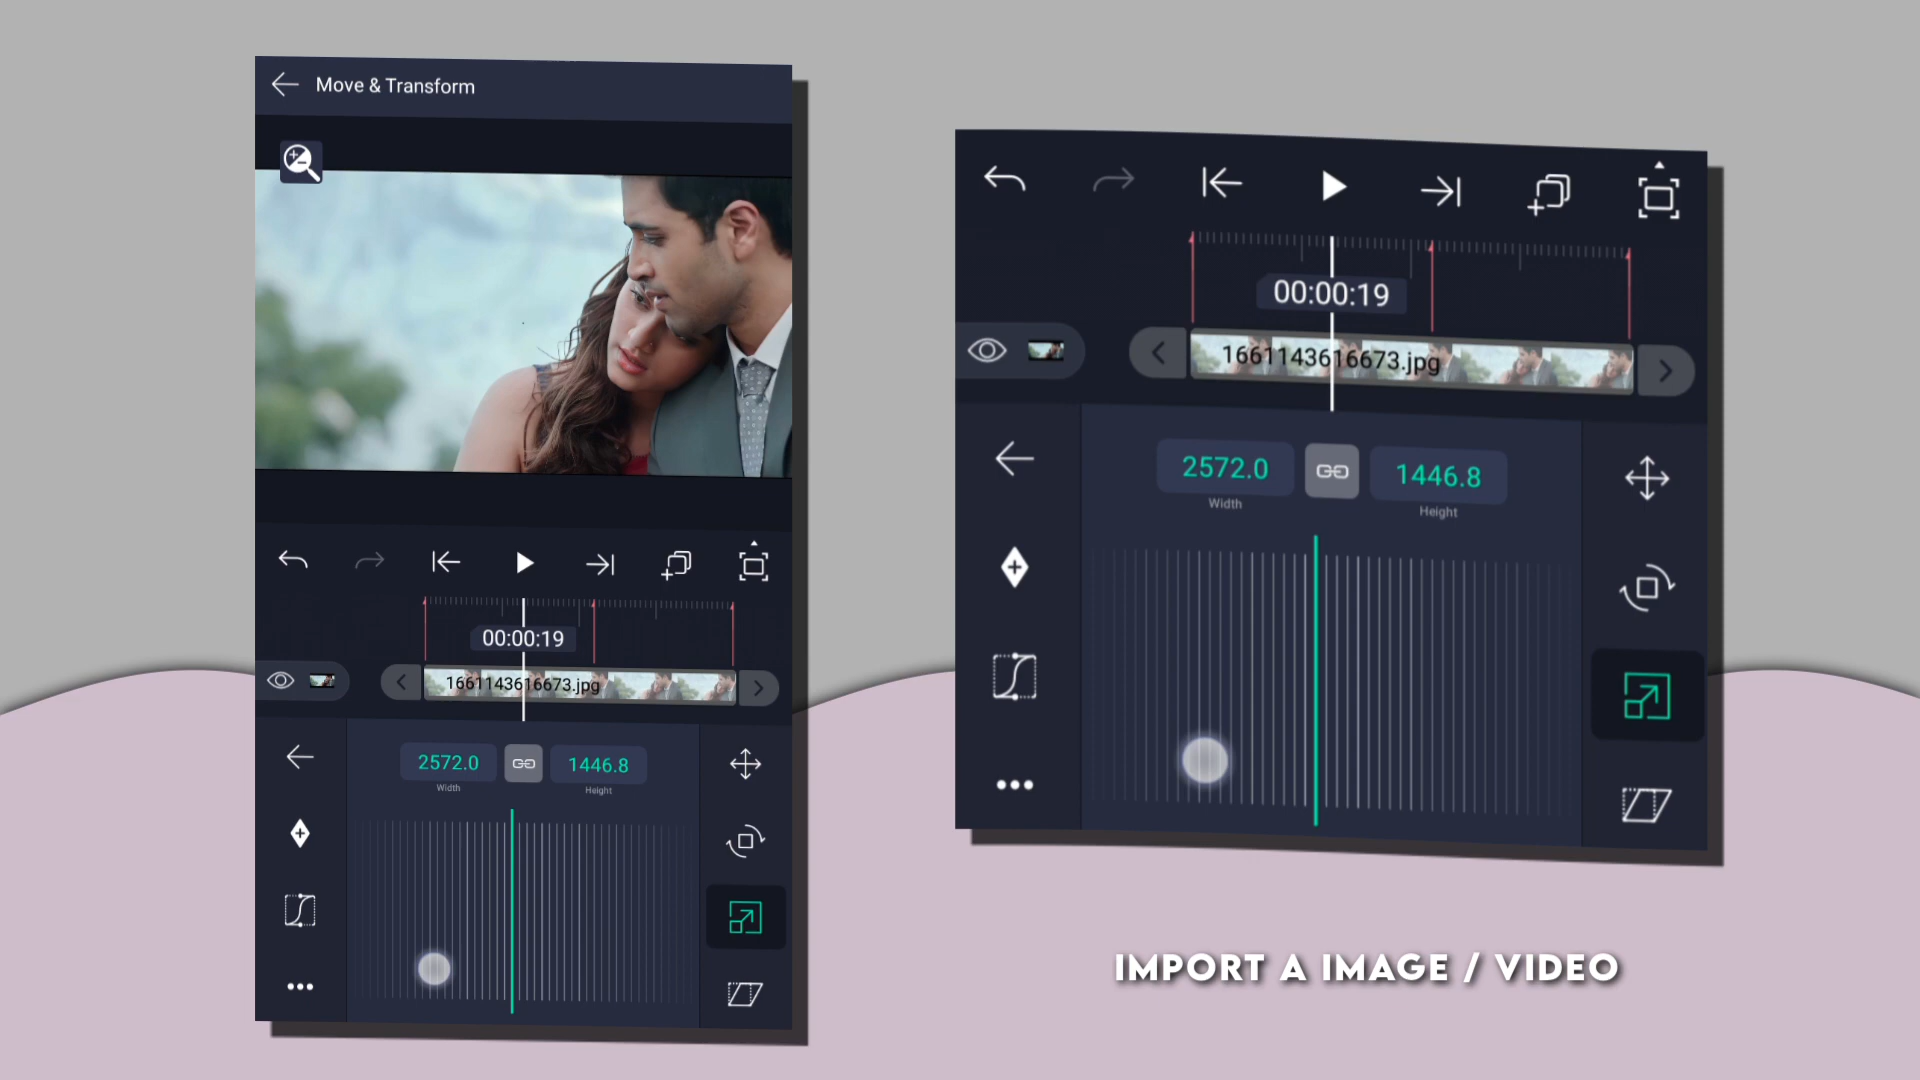 Move & Transform
00:00:19
1661143616673.jpg
2572.0
1446.8
Width
Height
00:00:19
1661143616673.jpg
2572.0
1446.8
Width
Height
IMPORT A IMAGE / VIDEO